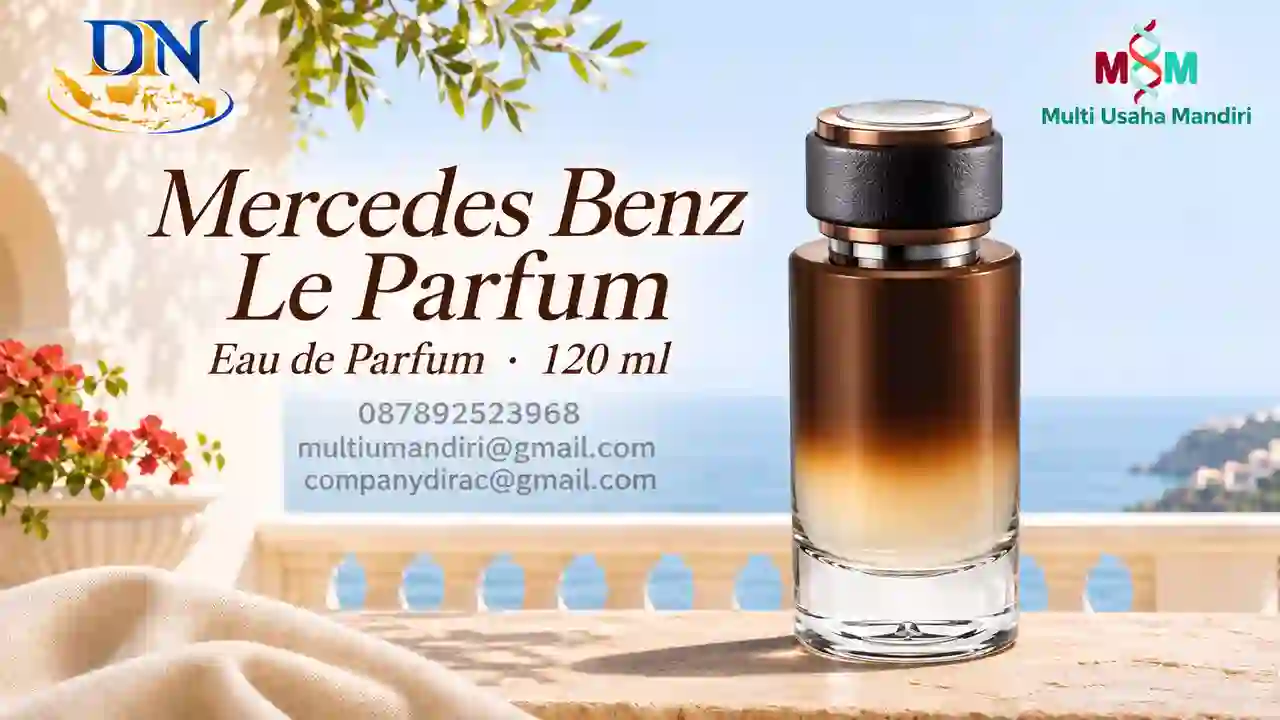 DN
MSM
Multi Usaha Mandiri
Mercedes Benz
Le Parfum
Eau de Parfum · 120 ml
087892523968
multiumandiri@gmail.com
companydirac@gmail.com